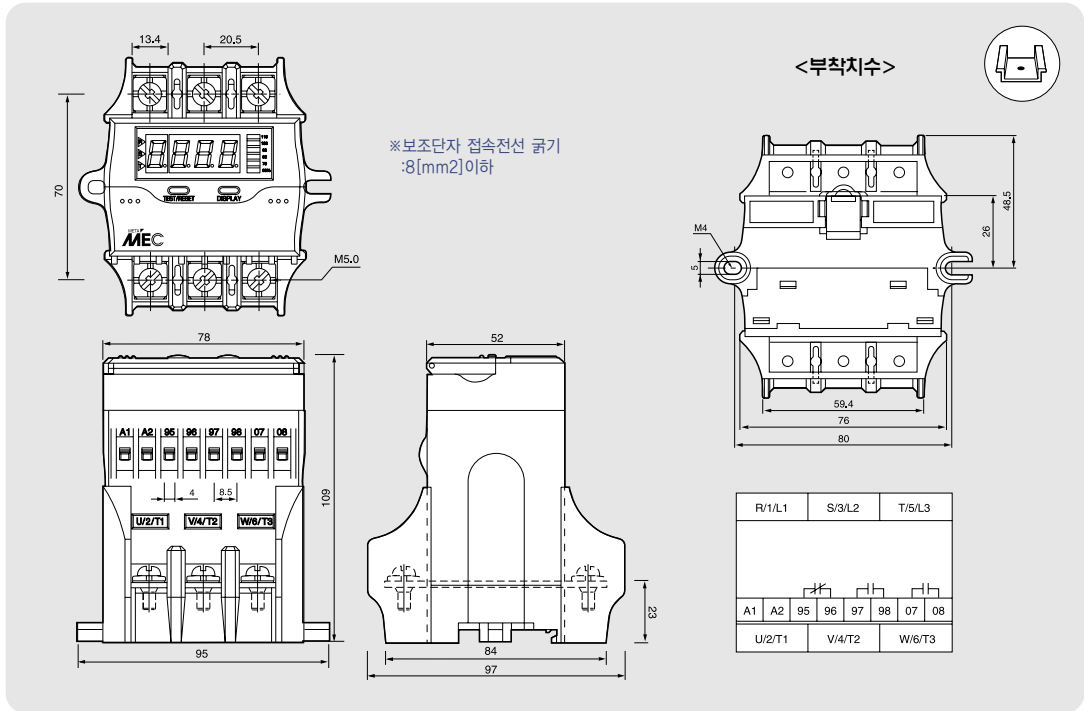 13.4
20.5
70
110
TEST/RESET
DISPLAY
META
MEC
M5.0
※보조단자 접속전선 굵기
:8[mm2]이하
<부착치수>
48.5
26
M4
5
59.4
76
80
78
A1 A2 95 96 97 98 07 08
4
8.5
U/2/T1 V/4/T2 W/6/T3
109
95
52
23
84
97
R/1/L1 S/3/L2 T/5/L3
A1 A2 95 96 97 98 07 08
U/2/T1 V/4/T2 W/6/T3